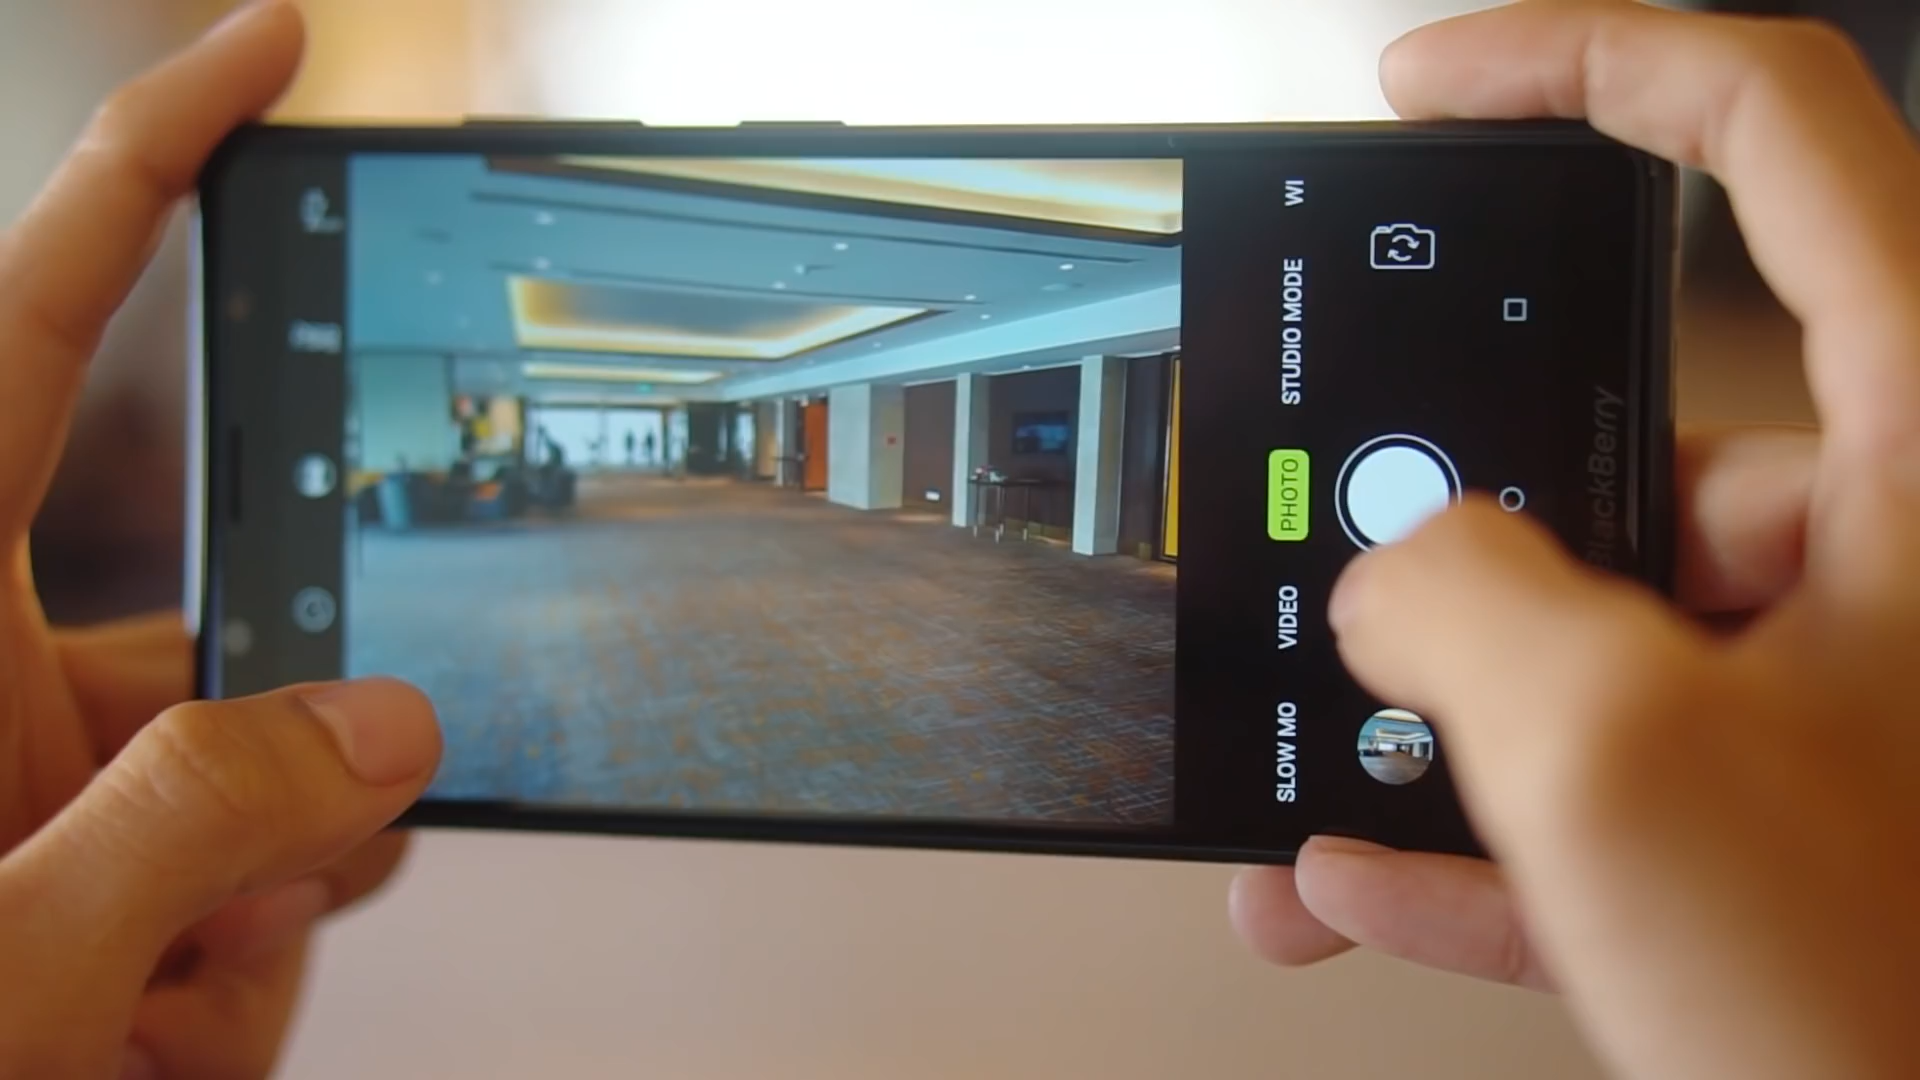 WI
STUDIO MODE
PHOTO
VIDEO
SLOW MO
BlackBerry